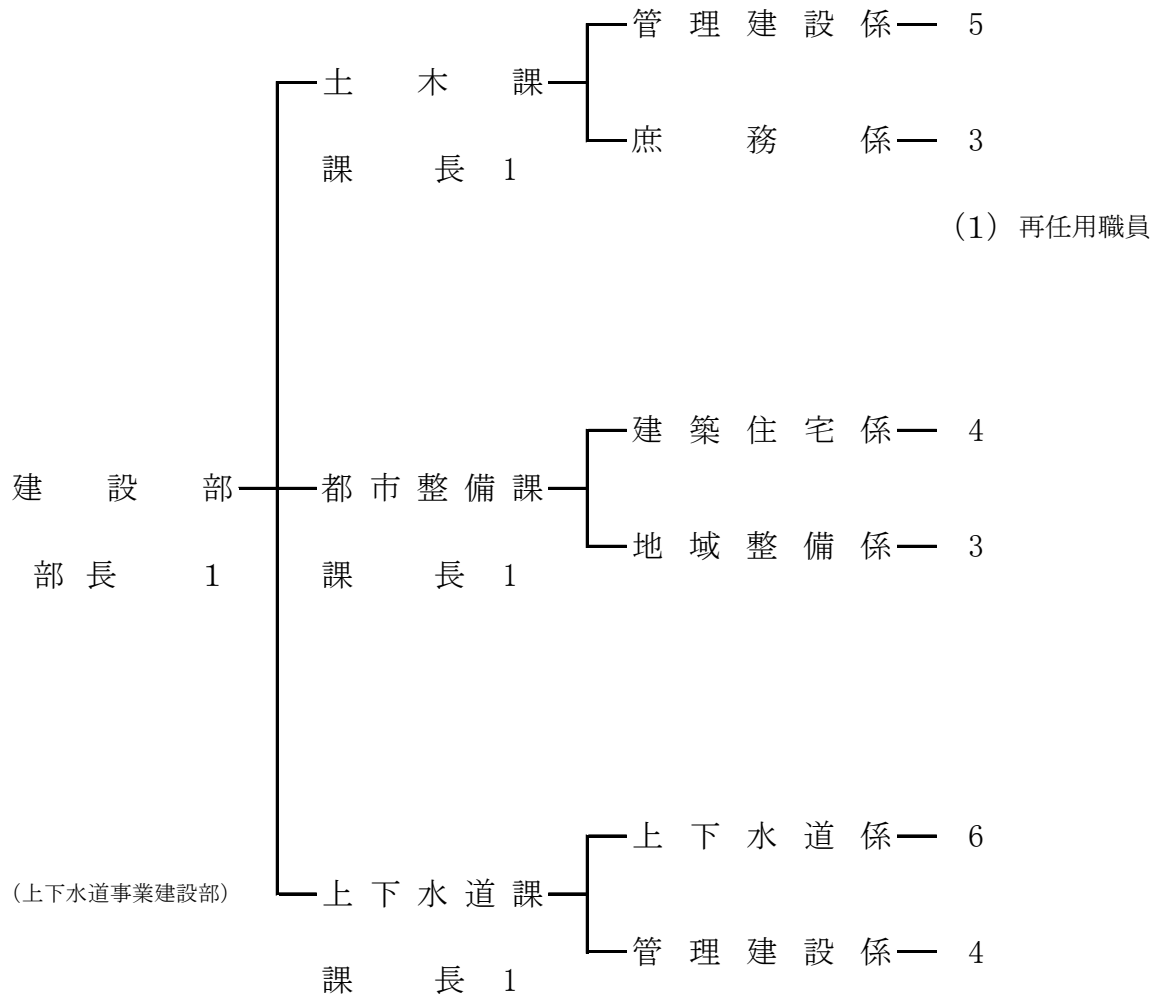 管理建設係 5
土木課
庶務係 3
課長 1
(1) 再任用職員
建築住宅係 4
建設部 都市整備課
地域整備係 3
部長 1 課長 1
上下水道係 6
(上下水道事業建設部) 上下水道課
管理建設係 4
課長 1